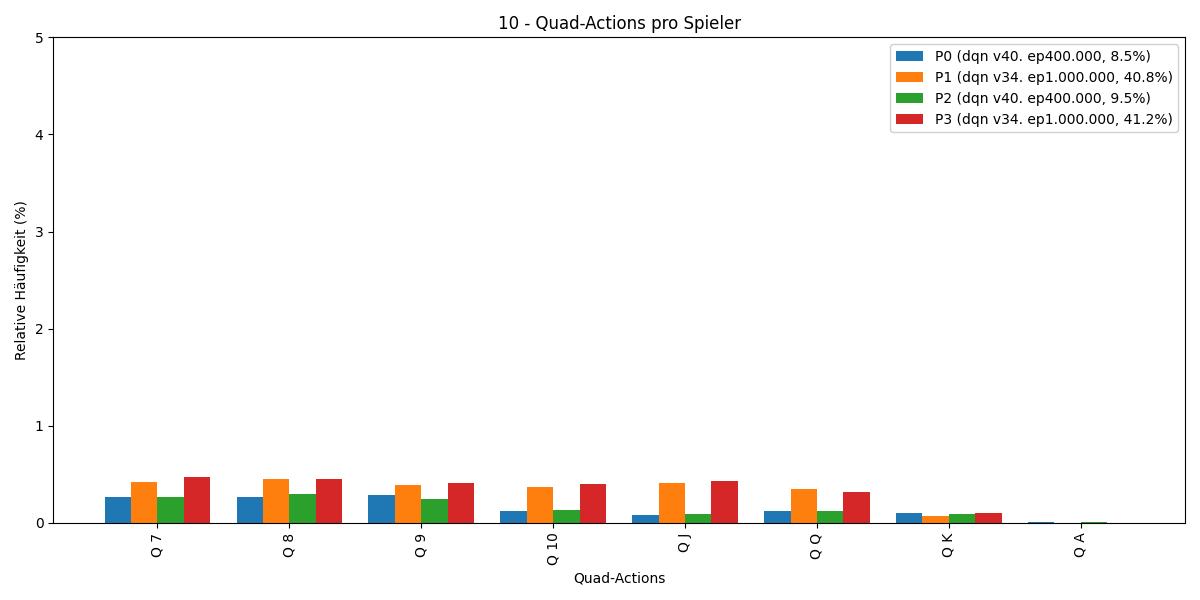 10 - Quad-Actions pro Spieler
P0 (dqn v40. ep400.000, 8.5%)
P1 (dqn v34. ep1.000.000, 40.8%)
P2 (dqn v40. ep400.000, 9.5%)
P3 (dqn v34. ep1.000.000, 41.2%)
Relative Häufigkeit (%)
5
4
3
2
1
0
Q 7
Q 8
Q 9
Q 10
Q J
Q Q
Q K
Q A
Quad-Actions